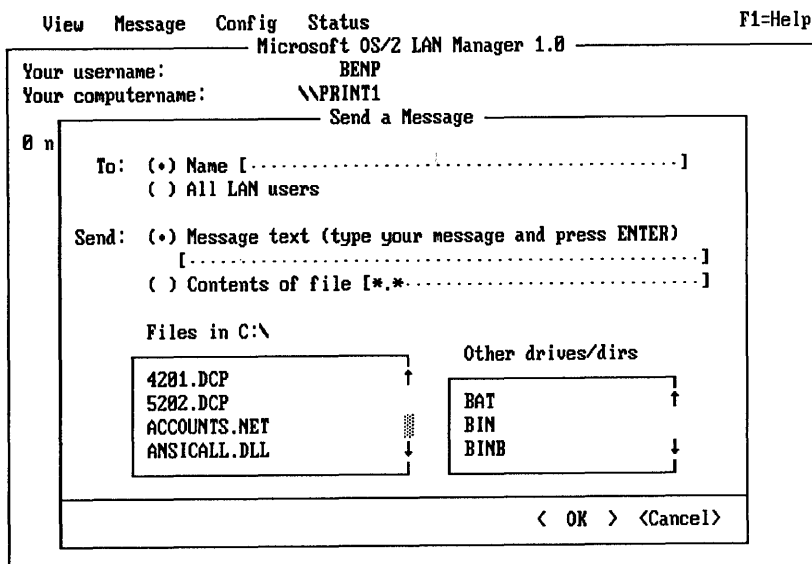 View Message Config Status F1=Help
Microsoft OS/2 LAN Manager 1.0
Your username: BENP
Your computername: \\PRINT1
Send a Message
0 n
To: (•) Name [··········································]
( ) All LAN users
Send: (•) Message text (type your message and press ENTER)
[··················································]
( ) Contents of file [*.*·····························]
Files in C:\
Other drives/dirs
4201.DCP
5202.DCP
ACCOUNTS.NET
ANSICALL.DLL
BAT
BIN
BINB
< OK > <Cancel>